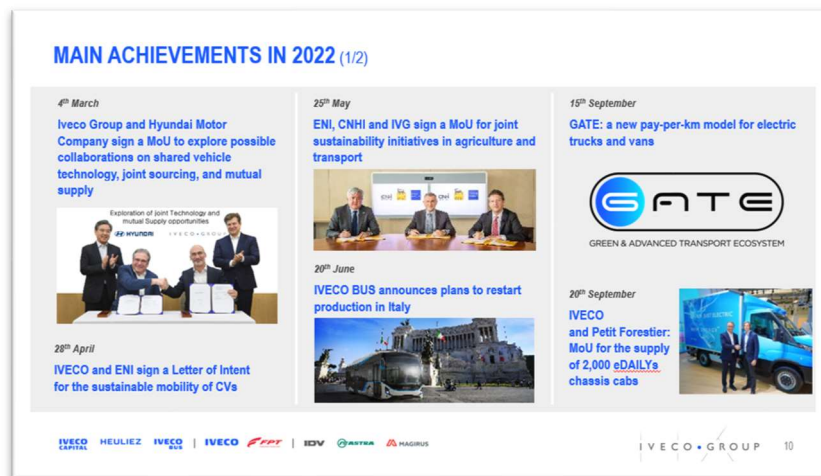 MAIN ACHIEVEMENTS IN 2022 (1/2)
4th March
Iveco Group and Hyundai Motor
Company sign a MoU to explore possible
collaborations on shared vehicle
technology, joint sourcing, and mutual
supply
Exploration of Joint Technology and
mutual Supply opportunities
HYUNDAI IVECO•GROUP
28th April
IVECO and ENI sign a Letter of Intent
for the sustainable mobility of CVs
25th May
ENI, CNHI and IVG sign a MoU for joint
sustainability initiatives in agriculture and
transport
20th June
IVECO BUS announces plans to restart
production in Italy
15th September
GATE: a new pay-per-km model for electric
trucks and vans
GATE
GREEN & ADVANCED TRANSPORT ECOSYSTEM
20th September
IVECO
and Petit Forestier:
MoU for the supply
of 2,000 eDAILYs
chassis cabs
IVECO CAPITAL HEULIEZ IVECO BUS | IVECO FPT | IDV ASTRA MAGIRUS
IVECO•GROUP 10